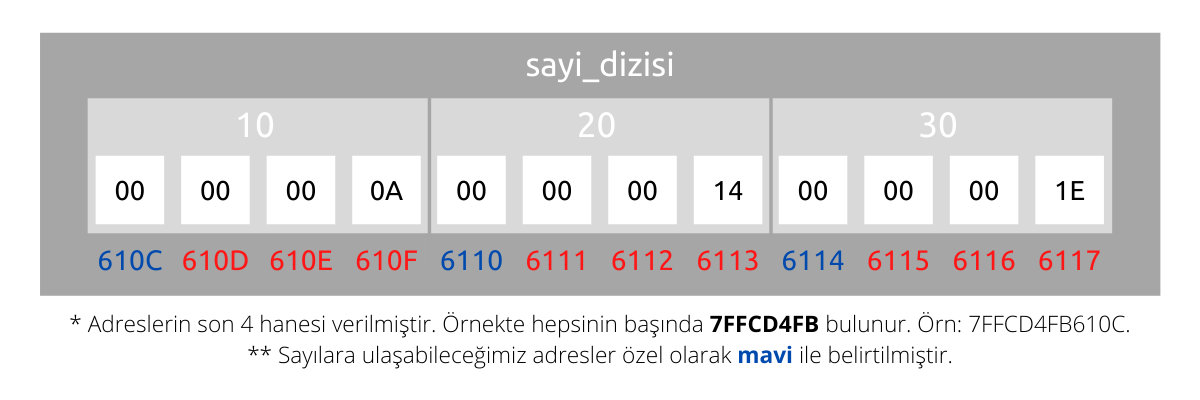 sayi_dizisi
10 20 30
00 00 00 0A 00 00 00 14 00 00 00 1E
610C 610D 610E 610F 6110 6111 6112 6113 6114 6115 6116 6117
* Adreslerin son 4 hanesi verilmiştir. Örnekte hepsinin başında 7FFCD4FB bulunur. Örn: 7FFCD4FB610C.
** Sayılara ulaşabileceğimiz adresler özel olarak mavi ile belirtilmiştir.